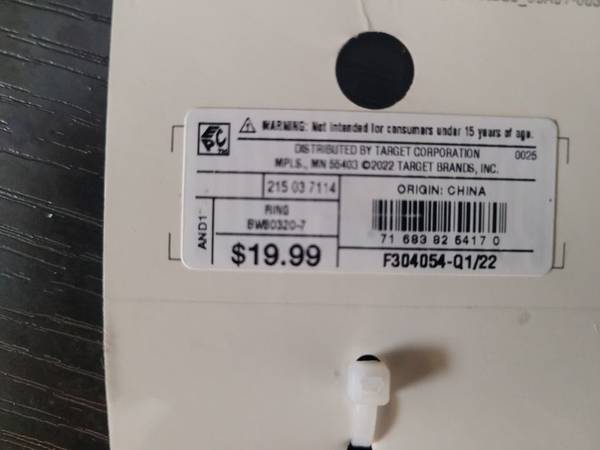 WARNING: Not intended for consumers under 15 years of age.
DISTRIBUTED BY TARGET CORPORATION
0025
MPLS., MN 55403 ©2022 TARGET BRANDS, INC.
215 03 7114
ORIGIN: CHINA
AND1
RING
BW80320-7
71 683 82 5417 0
$19.99
F304054-Q1/22